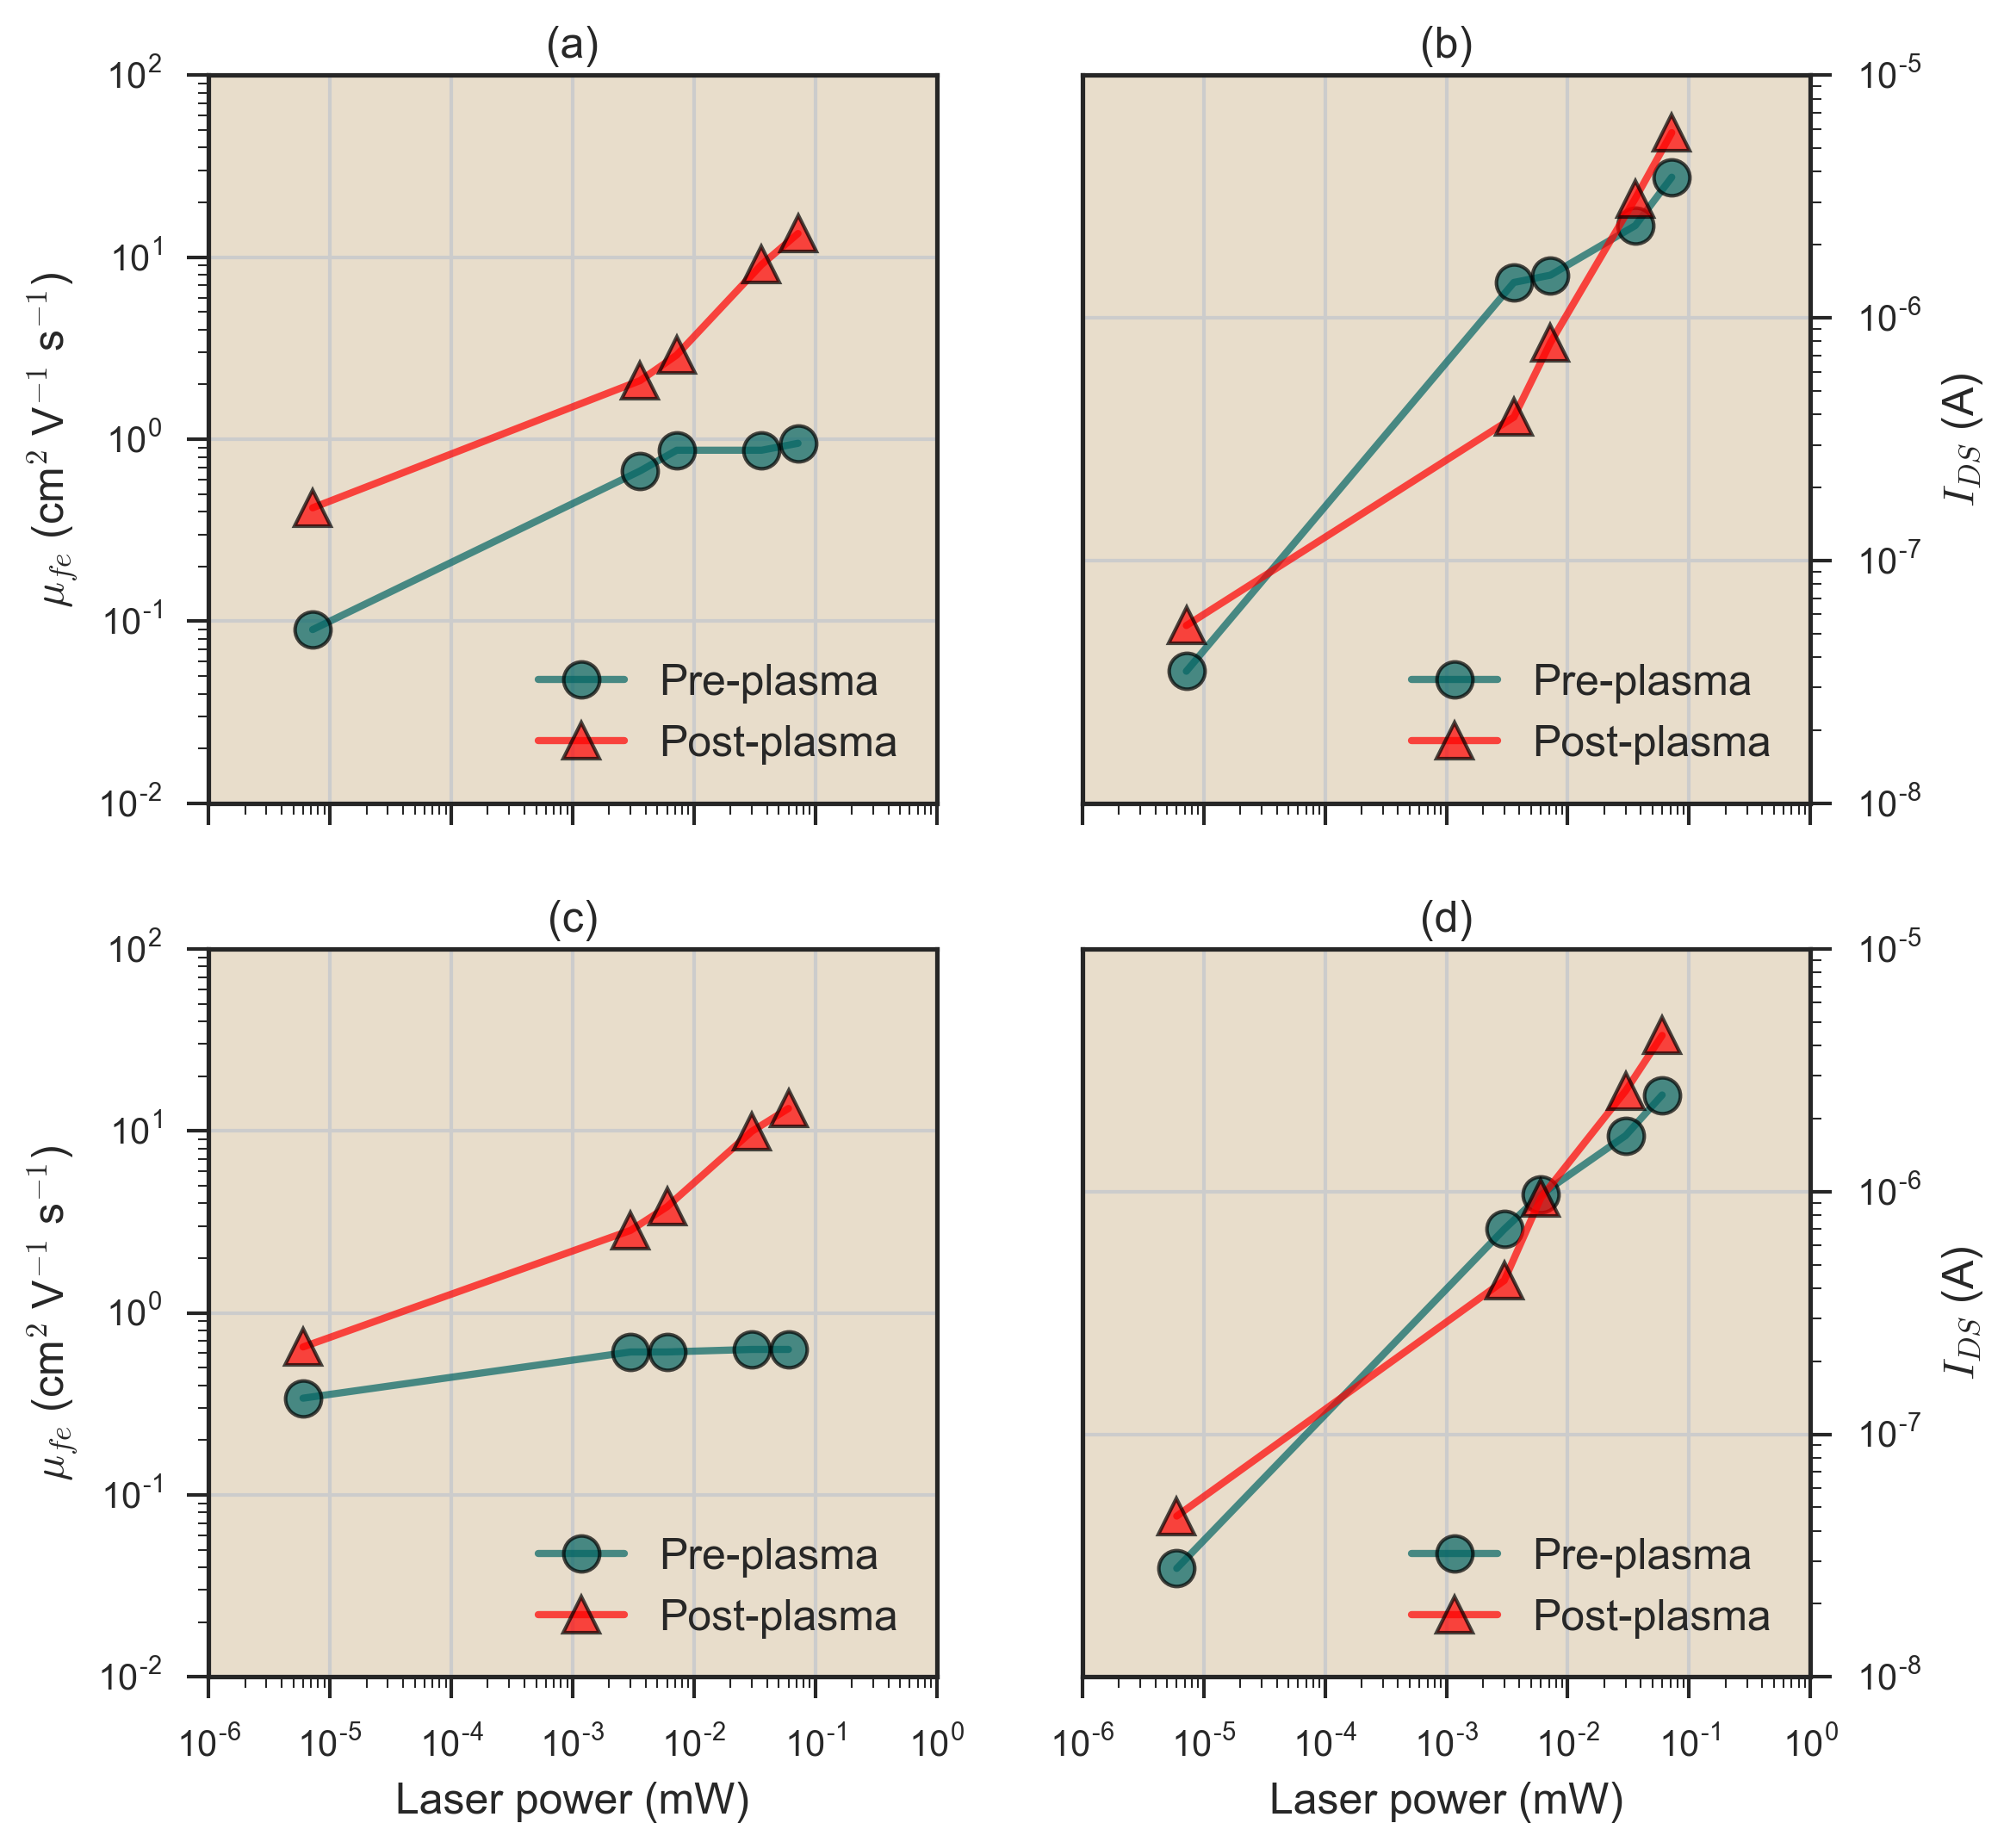 (a)
10²
10¹
10⁰
10⁻¹
10⁻²
μ_fe (cm² V⁻¹ s⁻¹)
Pre-plasma
Post-plasma
(b)
10⁻⁵
10⁻⁶
10⁻⁷
10⁻⁸
I_DS (A)
Pre-plasma
Post-plasma
(c)
10²
10¹
10⁰
10⁻¹
10⁻²
μ_fe (cm² V⁻¹ s⁻¹)
Pre-plasma
Post-plasma
10⁻⁶ 10⁻⁵ 10⁻⁴ 10⁻³ 10⁻² 10⁻¹ 10⁰
Laser power (mW)
(d)
10⁻⁵
10⁻⁶
10⁻⁷
10⁻⁸
I_DS (A)
Pre-plasma
Post-plasma
10⁻⁶ 10⁻⁵ 10⁻⁴ 10⁻³ 10⁻² 10⁻¹ 10⁰
Laser power (mW)